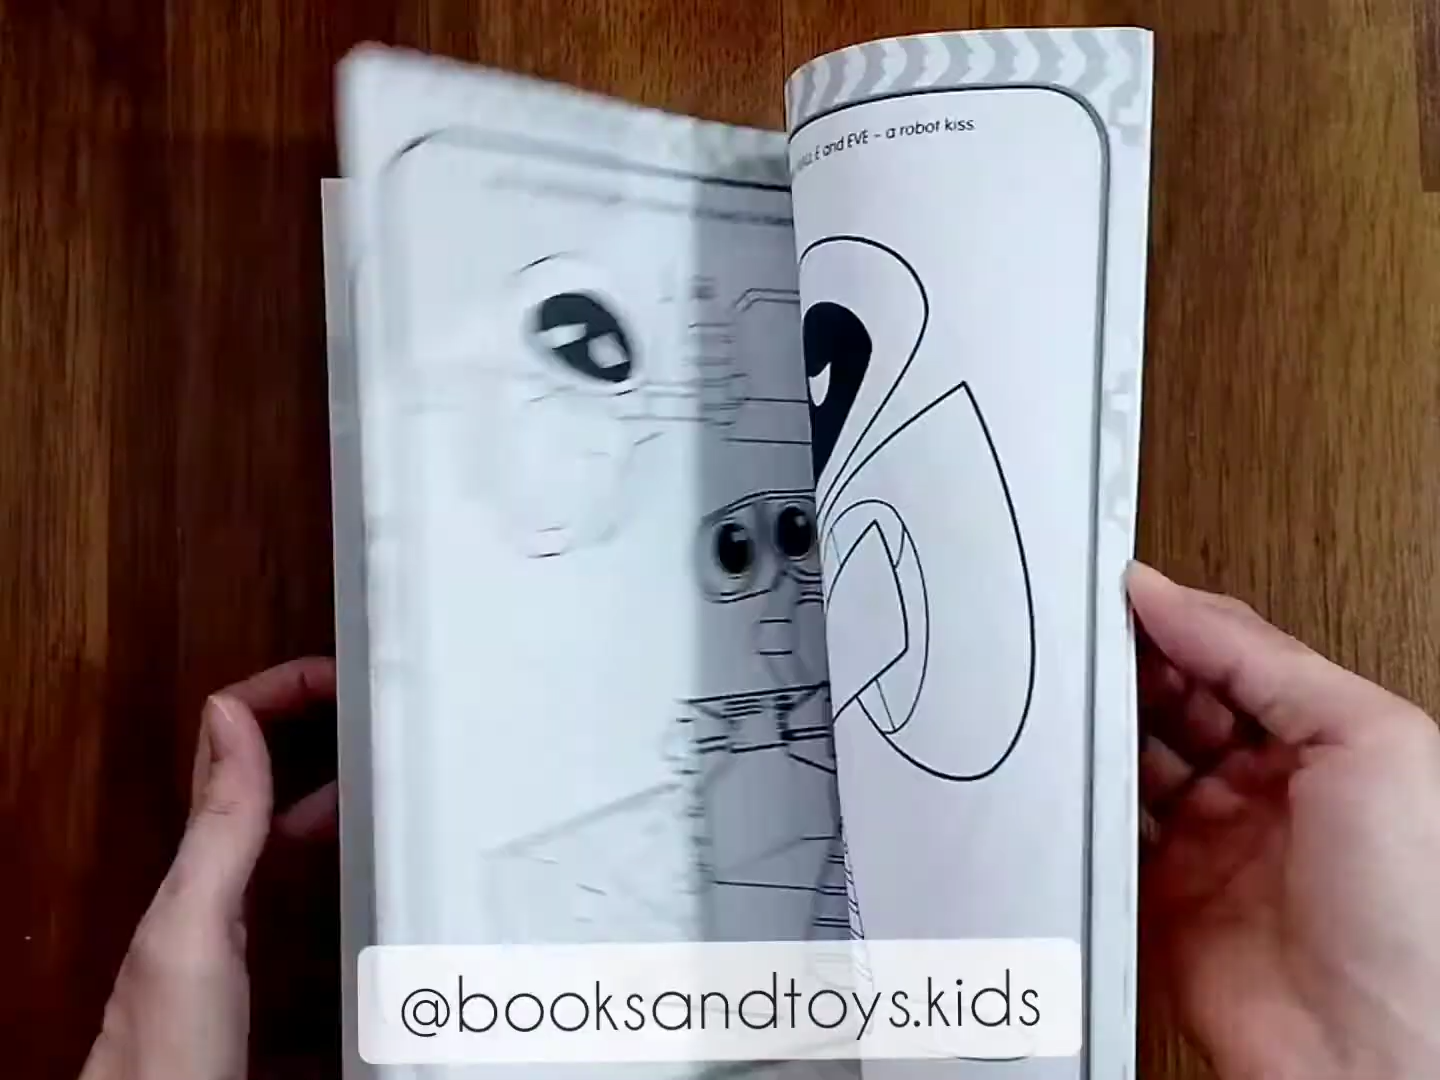 E and EVE – a robot kiss.
@booksandtoys.kids